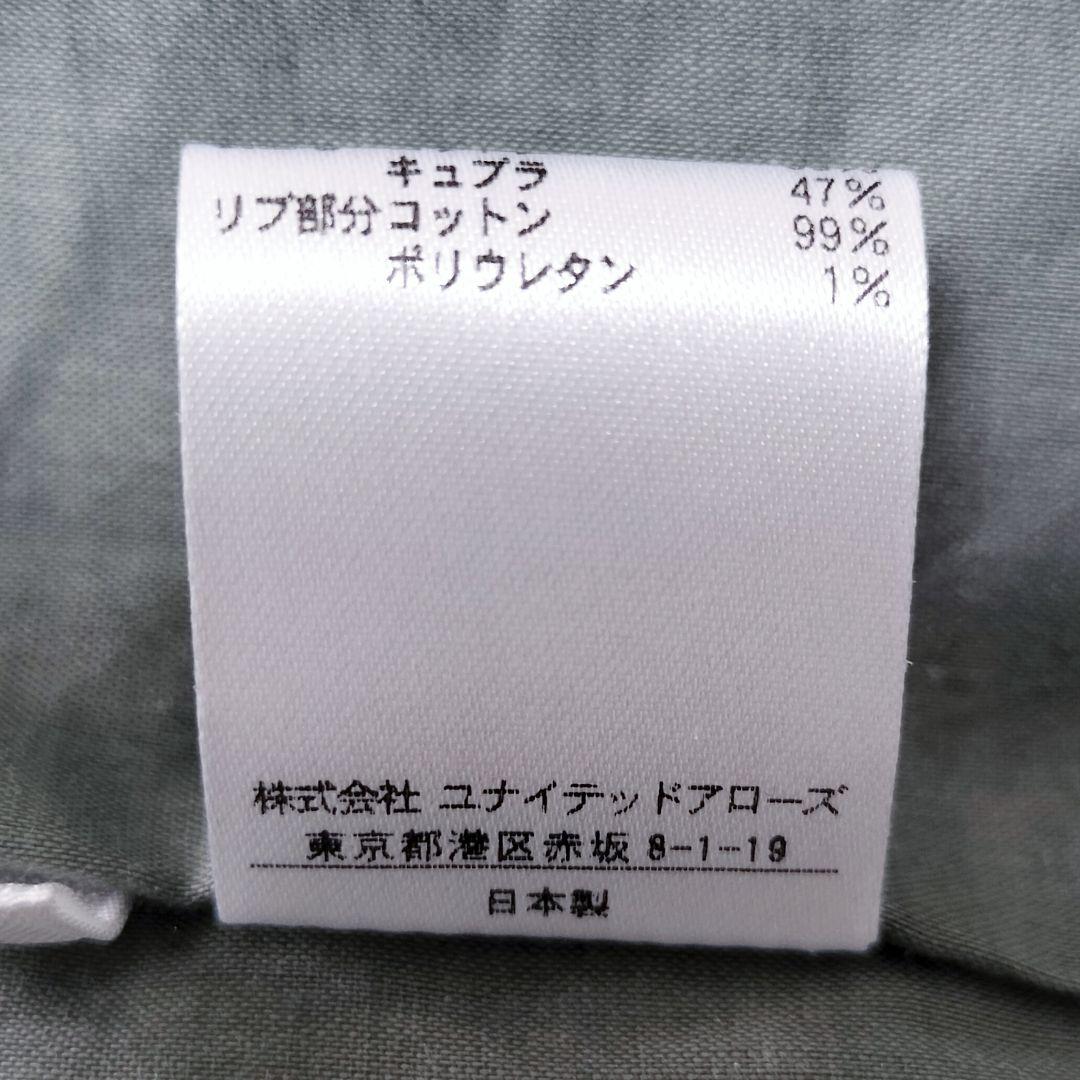 キュプラ 47%
リブ部分コットン 99%
ポリウレタン 1%
株式会社 ユナイテッドアローズ
東京都港区赤坂 8-1-19
日本製